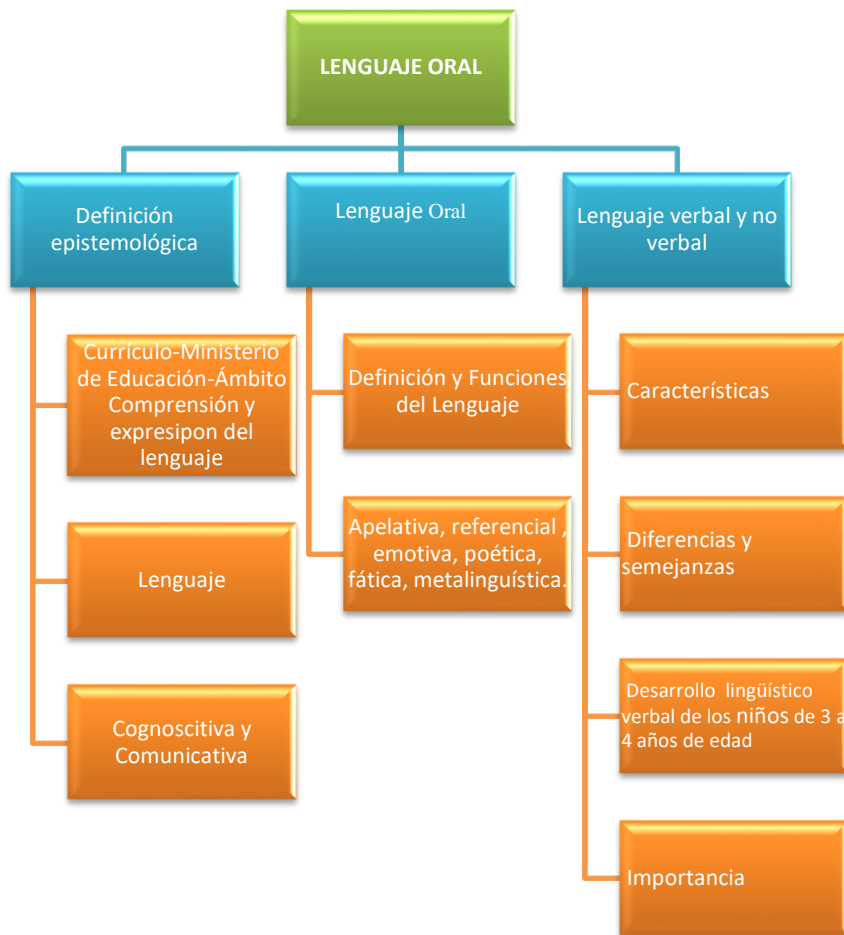 LENGUAJE ORAL
Definición
epistemológica
Lenguaje Oral
Lenguaje verbal y no
verbal
Currículo-Ministerio
de Educación-Ámbito
Comprensión y
expresipon del
lenguaje
Lenguaje
Cognoscitiva y
Comunicativa
Definición y Funciones
del Lenguaje
Apelativa, referencial ,
emotiva, poética,
fática, metalinguística.
Características
Diferencias y
semejanzas
Desarrollo lingüístico
verbal de los niños de 3 a
4 años de edad
Importancia